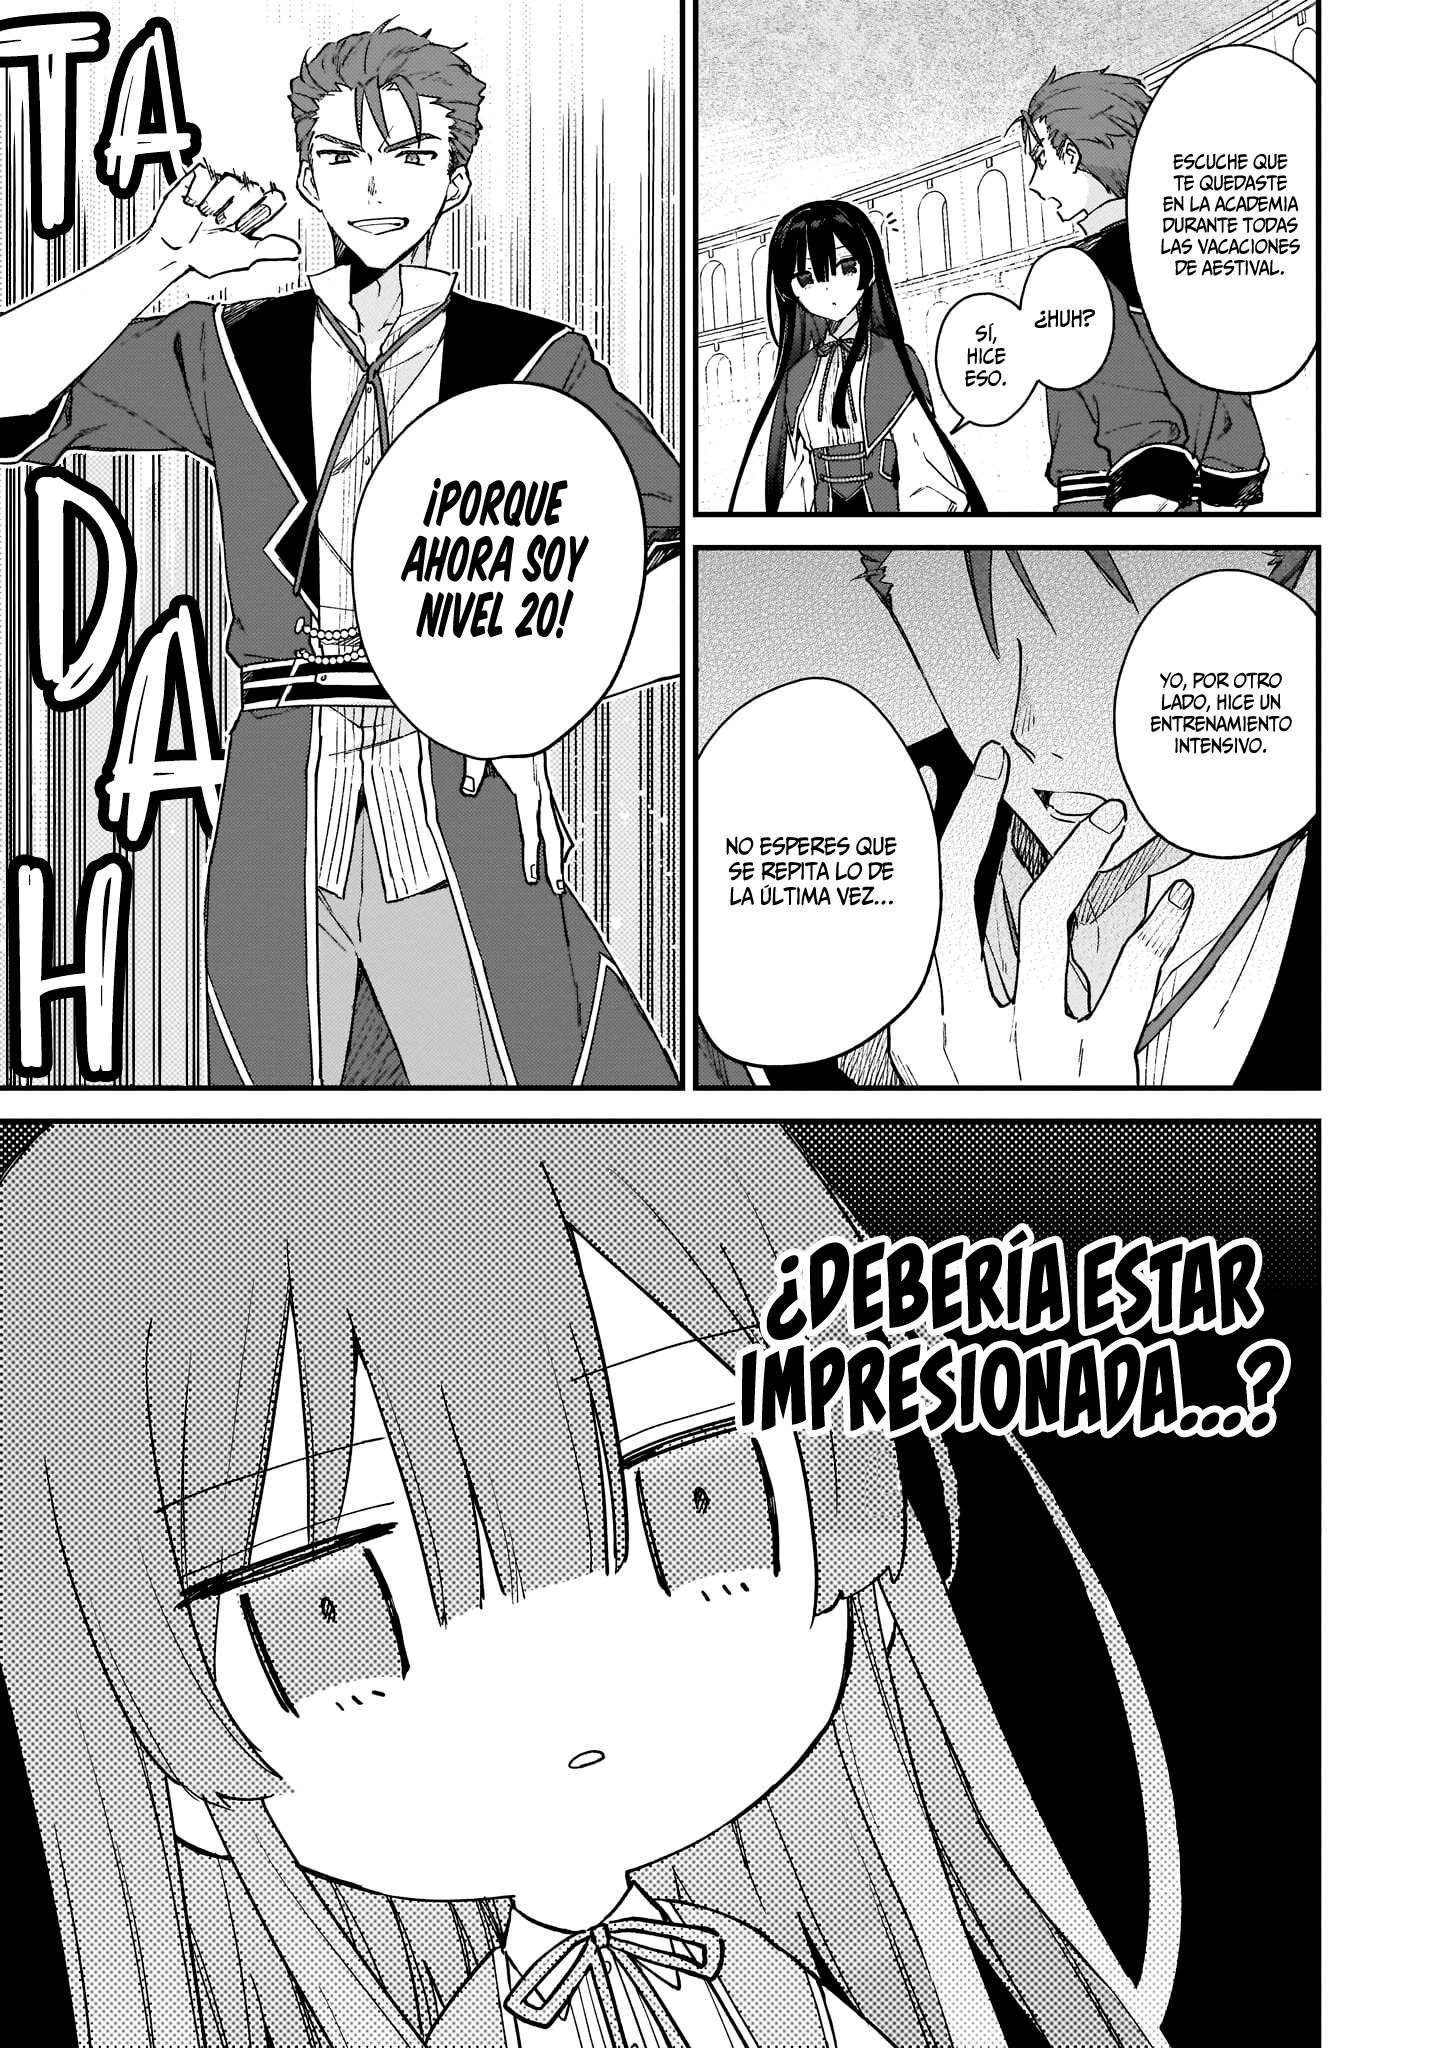 ESCUCHE QUE
TE QUEDASTE
EN LA ACADEMIA
DURANTE TODAS
LAS VACACIONES
DE AESTIVAL.
¿HUH?
SÍ,
HICE
ESO.
YO, POR OTRO
LADO, HICE UN
ENTRENAMIENTO
INTENSIVO.
NO ESPERES QUE
SE REPITA LO DE
LA ÚLTIMA VEZ...
¡PORQUE
AHORA SOY
NIVEL 20!
TA
DA
H
¿DEBERÍA ESTAR
IMPRESIONADA...?